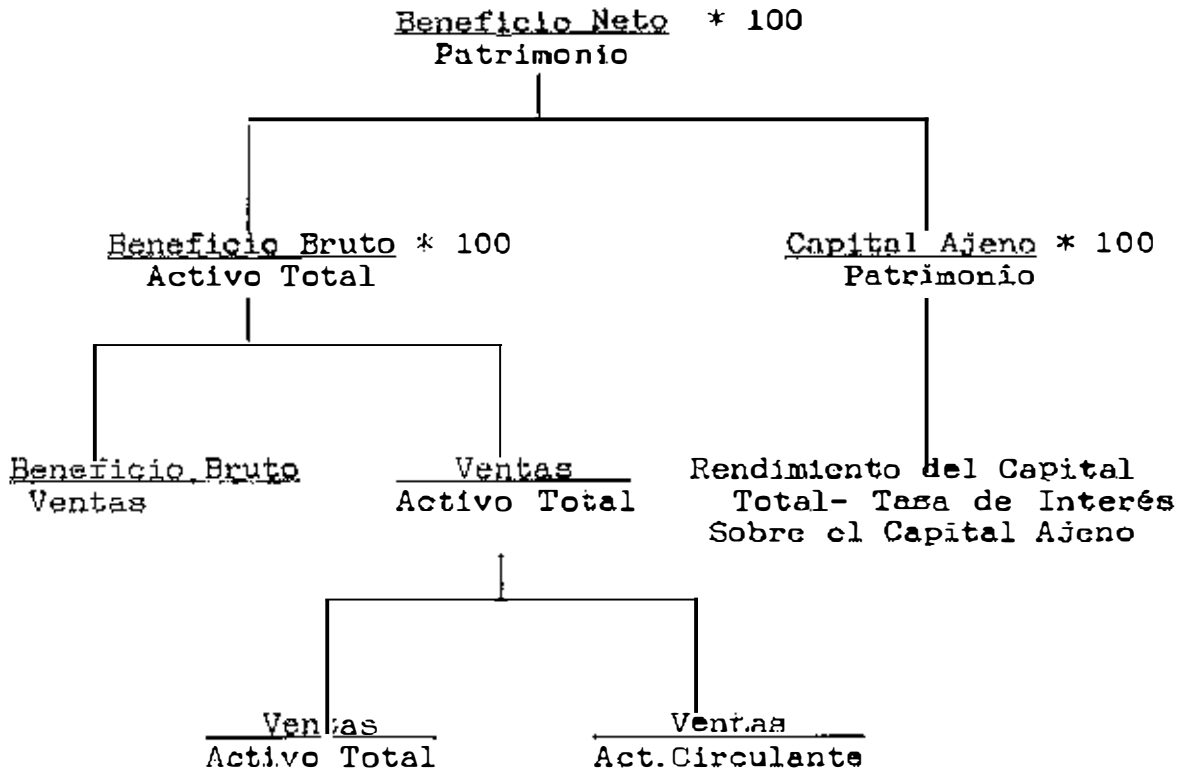 Beneficio Neto * 100
Patrimonio
Beneficio Bruto * 100
Activo Total
Capital Ajeno * 100
Patrimonio
Beneficio Bruto
Ventas
Ventas
Activo Total
Rendimiento del Capital
Total- Tasa de Interés
Sobre el Capital Ajeno
Ventas
Activo Total
Ventas
Act.Circulante